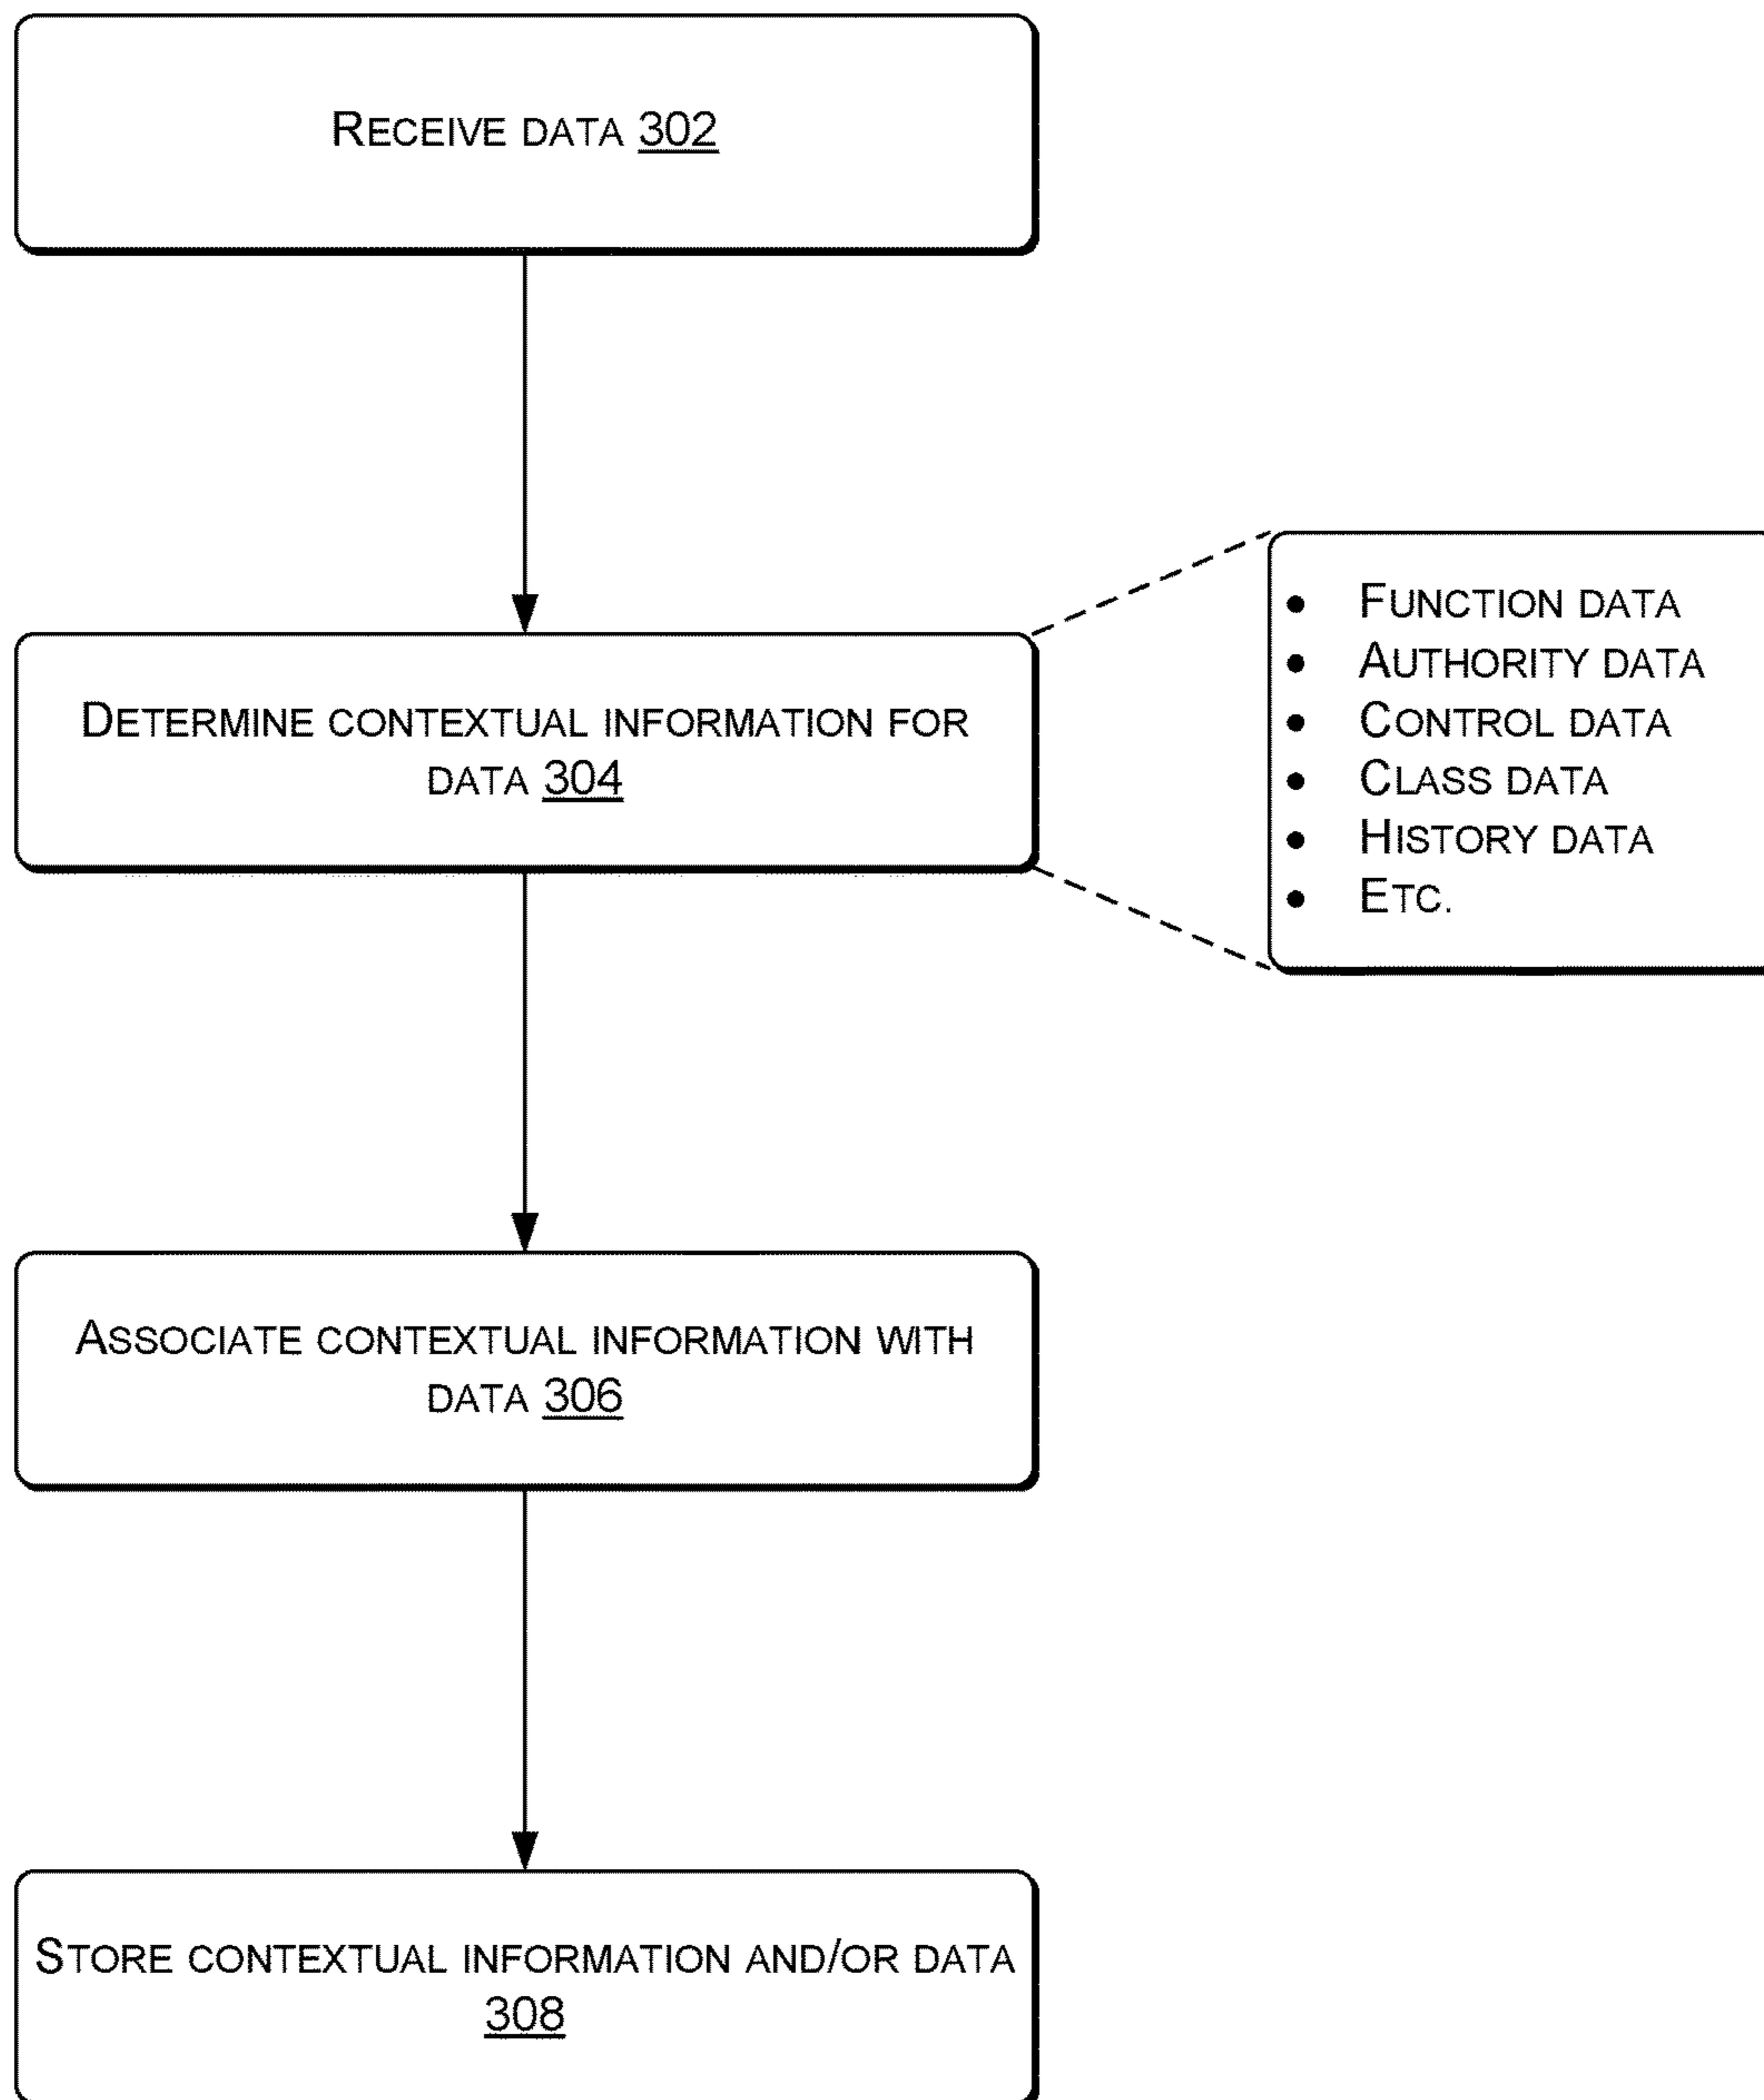 RECEIVE DATA 302
DETERMINE CONTEXTUAL INFORMATION FOR
DATA 304
• FUNCTION DATA
• AUTHORITY DATA
• CONTROL DATA
• CLASS DATA
• HISTORY DATA
• ETC.
ASSOCIATE CONTEXTUAL INFORMATION WITH
DATA 306
STORE CONTEXTUAL INFORMATION AND/OR DATA
308